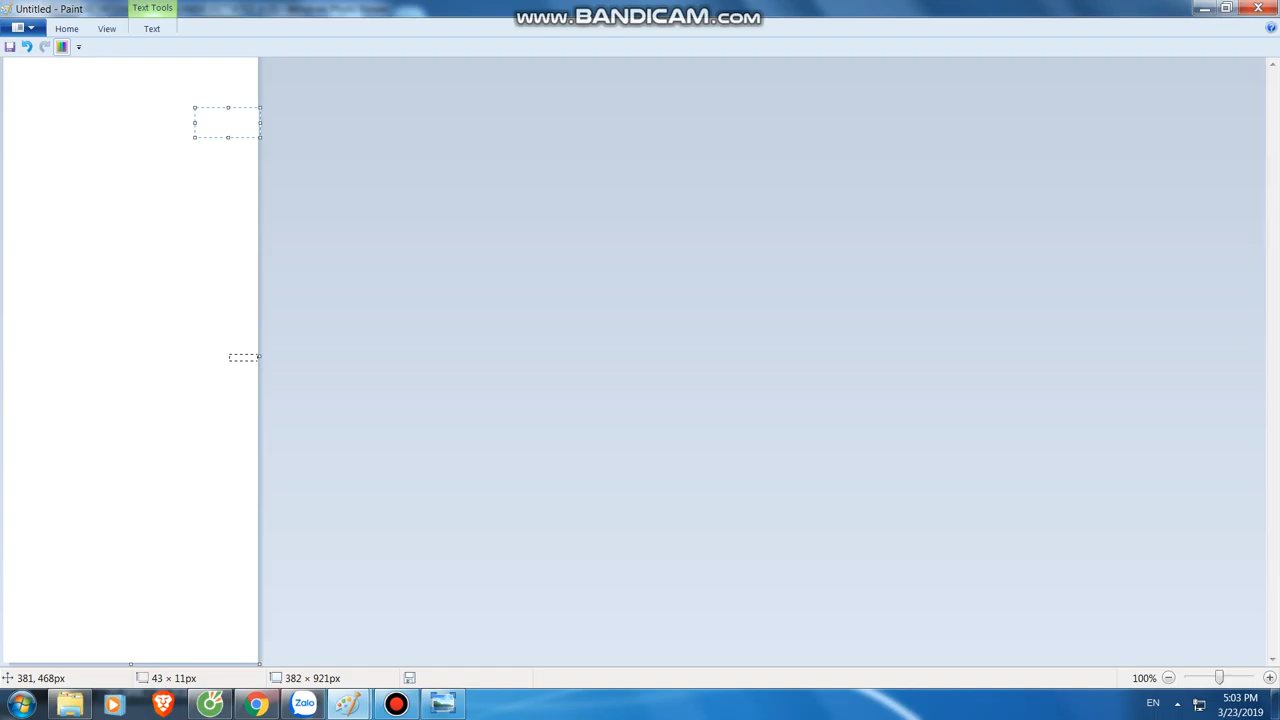 Untitled - Paint
Text Tools
www.BANDICAM.com
Home
View
Text
381, 468px
43 × 11px
382 × 921px
100%
Zalo
EN
5:03 PM
3/23/2019